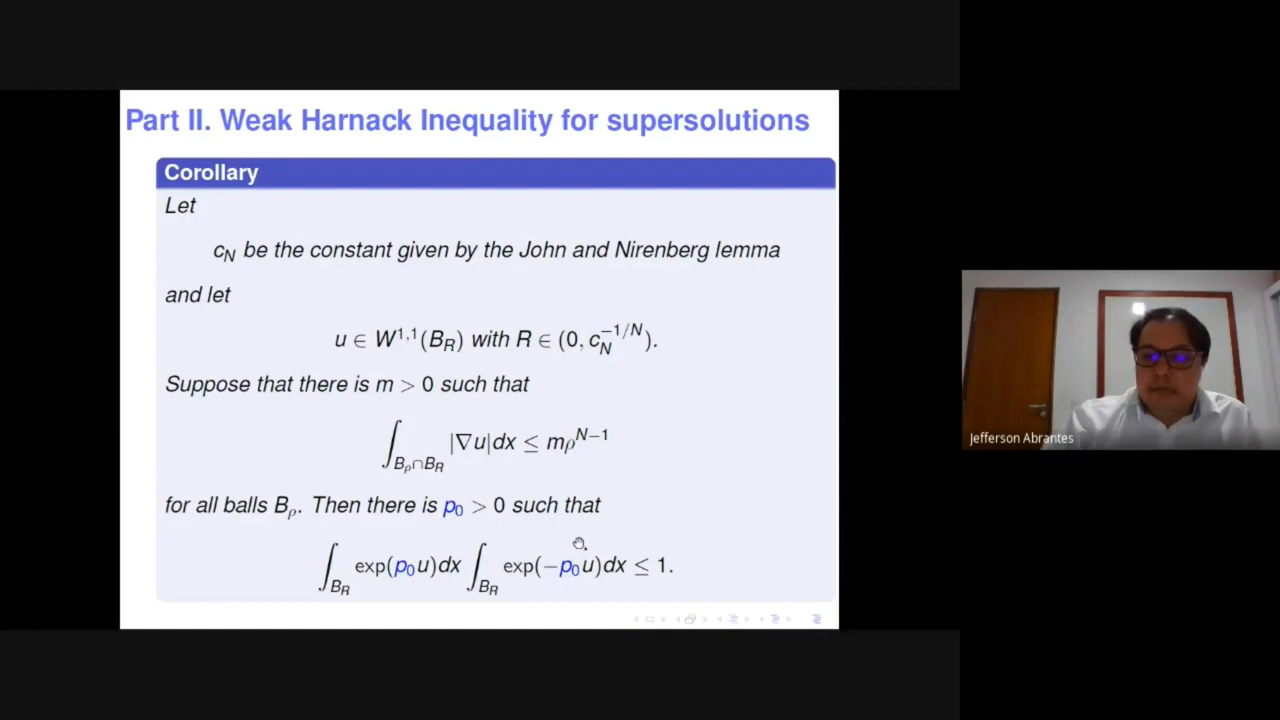 Part II. Weak Harnack Inequality for supersolutions
Corollary
Let
c_N be the constant given by the John and Nirenberg lemma
and let
u ∈ W^{1,1}(B_R) with R ∈ (0, c_N^{-1/N}).
Suppose that there is m > 0 such that
∫_{B_ρ∩B_R} |∇u|dx ≤ mρ^{N-1}
for all balls B_ρ. Then there is p_0 > 0 such that
∫_{B_R} exp(p_0u)dx ∫_{B_R} exp(−p_0u)dx ≤ 1.
Jefferson Abrantes